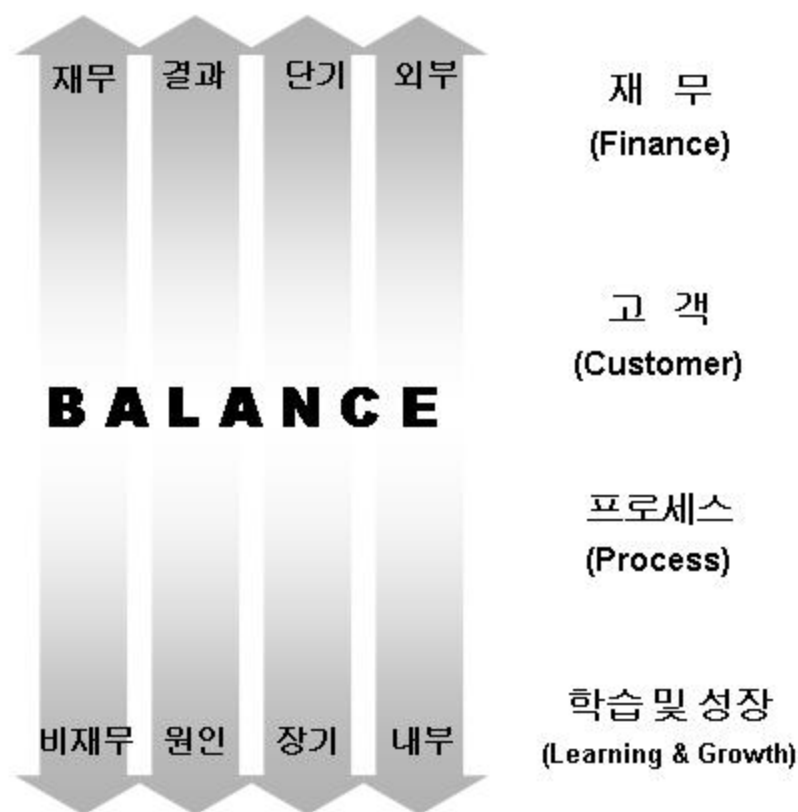 재무 결과 단기 외부
재 무
(Finance)
고 객
(Customer)
BALANCE
프로세스
(Process)
학습 및 성장
(Learning & Growth)
비재무 원인 장기 내부